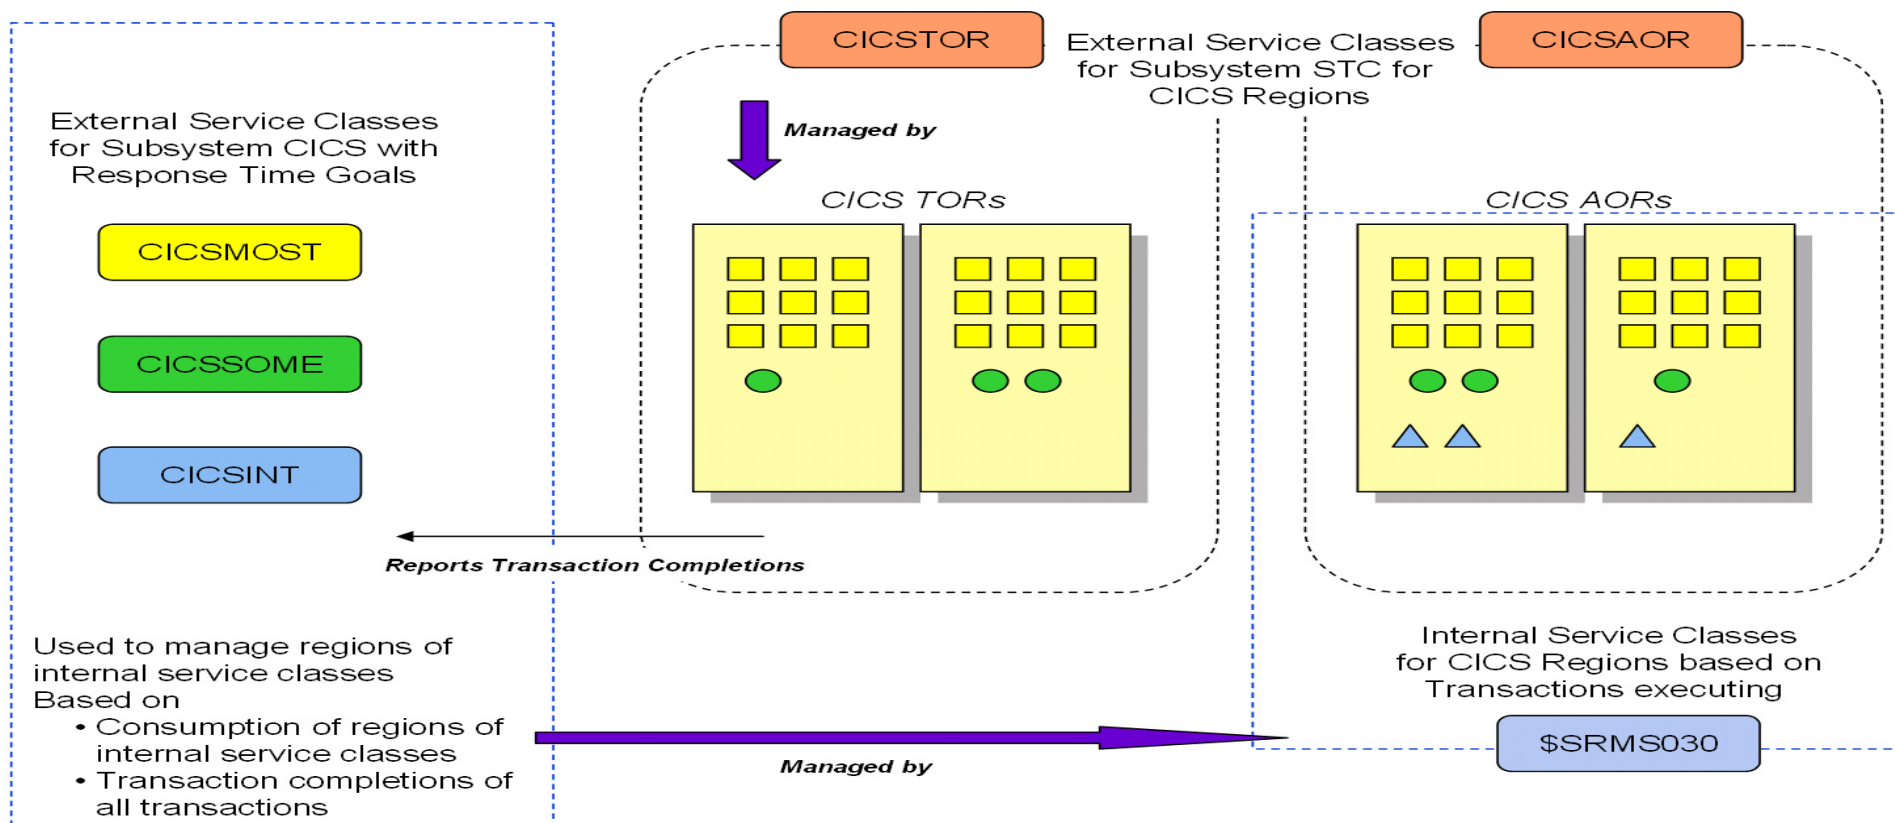 CICSTOR
External Service Classes
for Subsystem STC for
CICS Regions
CICSAOR
External Service Classes
for Subsystem CICS with
Response Time Goals
Managed by
CICS TORs
CICS AORs
CICSMOST
CICSSOME
CICSINT
Reports Transaction Completions
Used to manage regions of
internal service classes
Based on
• Consumption of regions of
internal service classes
• Transaction completions of
all transactions
Managed by
Internal Service Classes
for CICS Regions based on
Transactions executing
$SRMS030